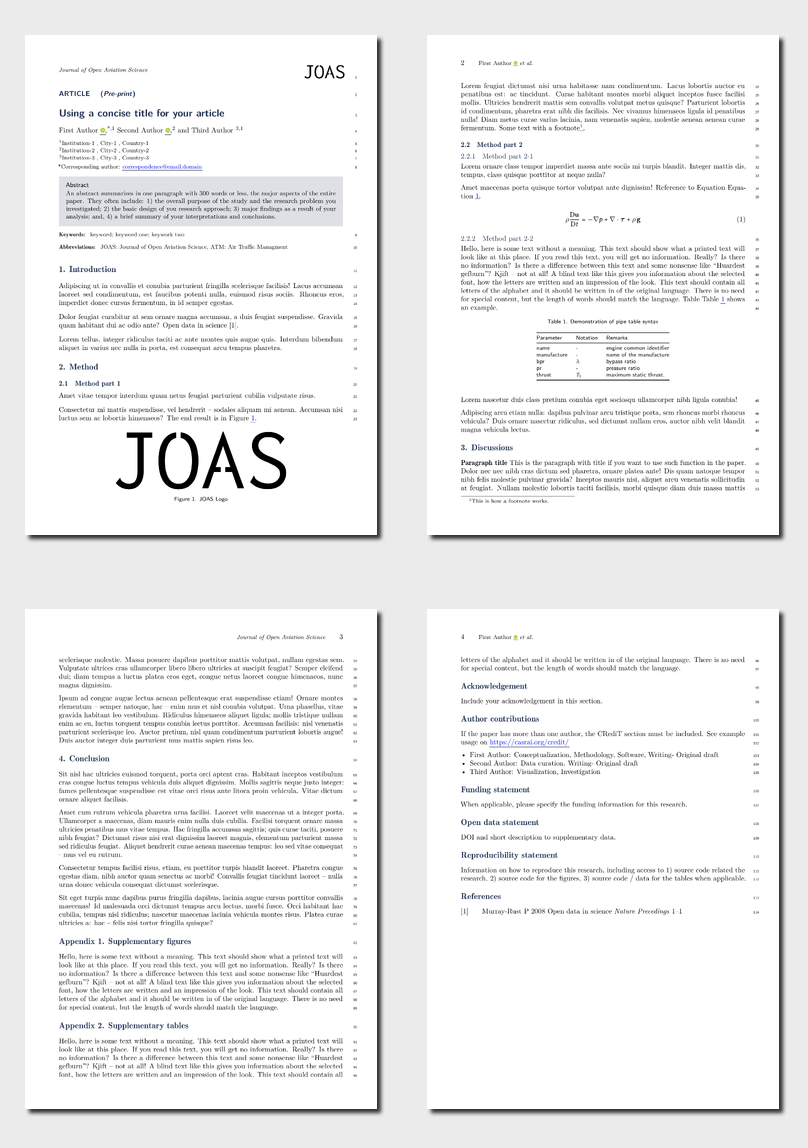 Journal of Open Aviation Science
JOAS
ARTICLE (Pre-print)
Using a concise title for your article
First Author ,*,1 Second Author ,2 and Third Author 3,1
1Institution-1 , City-1 , Country-1
2Institution-2 , City-2 , Country-2
3Institution-3 , City-3 , Country-3
*Corresponding author: correspondence@email.domain
Abstract
An abstract summarizes in one paragraph with 300 words or less, the major aspects of the entire
paper. They often include: 1) the overall purpose of the study and the research problem you
investigated; 2) the basic design of you research approach; 3) major findings as a result of your
analysis; and, 4) a brief summary of your interpretations and conclusions.
Keywords: keyword; keyword one; keywork two
Abbreviations: JOAS: Journal of Open Aviation Science, ATM: Air Traffic Managment
1. Introduction
Adipiscing ut in convallis et conubia parturient fringilla scelerisque facilisis! Lacus accumsan
laoreet sed condimentum, est faucibus potenti nulla, euismod risus sociis. Rhoncus eros,
imperdiet donec cursus fermentum, in id semper egestas.
Dolor feugiat curabitur at sem ornare magna accumsan, a duis feugiat suspendisse. Gravida
quam habitant dui ac odio ante? Open data in science [1].
Lorem tellus, integer ridiculus taciti ac ante montes quis augue quis. Interdum bibendum
aliquet in varius nec nulla in porta, est consequat arcu tempus pharetra.
2. Method
2.1 Method part 1
Amet vitae tempor interdum quam netus feugiat parturient cubilia vulputate risus.
Consectetur mi mattis suspendisse, vel hendrerit – sodales aliquam mi aenean. Accumsan nisi
luctus sem ac lobortis himenaeos? The end result is in Figure 1.
JOAS
Figure 1. JOAS Logo
2 First Author et al.
Lorem feugiat dictumst nisi urna habitasse nam condimentum. Lacus lobortis auctor eu
penatibus est: ac tincidunt. Curae habitant montes morbi aliquet inceptos fusce facilisi
mollis. Ultricies hendrerit mattis sem convallis volutpat metus quisque? Parturient lobortis
id condimentum, pharetra erat nibh dis facilisis. Nec vivamus himenaeos ligula id penatibus
nulla! Diam metus curae varius lacinia, nam venenatis sapien, molestie aenean aenean curae
fermentum. Some text with a footnote1.
2.2 Method part 2
2.2.1 Method part 2-1
Lorem ornare class tempor imperdiet massa ante sociis mi turpis blandit. Integer mattis dis,
tempus, class quisque porttitor at neque nulla?
Amet maecenas porta quisque tortor volutpat ante dignissim! Reference to Equation Equa-
tion 1.
ρDu/Dt = −∇p + ∇ · τ + ρg (1)
2.2.2 Method part 2-2
Hello, here is some text without a meaning. This text should show what a printed text will
look like at this place. If you read this text, you will get no information. Really? Is there
no information? Is there a difference between this text and some nonsense like “Huardest
gefburn”? Kjift – not at all! A blind text like this gives you information about the selected
font, how the letters are written and an impression of the look. This text should contain all
letters of the alphabet and it should be written in of the original language. There is no need
for special content, but the length of words should match the language. Table Table 1 shows
an example.
Table 1. Demonstration of pipe table syntax
Parameter Notation Remarks
name - engine common identifier
manufacture - name of the manufacture
bpr λ bypass ratio
pr - pressure ratio
thrust T0 maximum static thrust.
Lorem nascetur duis class pretium conubia eget sociosqu ullamcorper nibh ligula conubia!
Adipiscing arcu etiam nulla: dapibus pulvinar arcu tristique porta, sem rhoncus morbi rhoncus
vehicula? Duis ornare nascetur ridiculus, sed dictumst nullam eros, auctor nibh velit blandit
magna vehicula lectus.
3. Discussions
Paragraph title This is the paragraph with title if you want to use such function in the paper.
Dolor nec nec nibh cras dictum sed pharetra, ornare platea ante! Dis quam natoque tempor
nibh felis molestie pulvinar gravida? Inceptos mauris nisi, aliquet arcu venenatis sollicitudin
at feugiat. Nullam molestie lobortis taciti facilisis, morbi quisque diam duis massa mattis
1This is how a footnote works.
Journal of Open Aviation Science 3
scelerisque molestie. Massa posuere dapibus porttitor mattis volutpat, nullam egestas sem.
Vulputate ultrices cras ullamcorper libero libero ultricies at suscipit feugiat? Semper eleifend
dui; diam tempus a luctus platea eros eget, congue netus laoreet congue himenaeos, nunc
magna dignissim.
Ipsum ad congue augue lectus aenean pellentesque erat suspendisse etiam! Ornare montes
elementum – semper natoque, hac – enim mus et nisl conubia volutpat. Urna phasellus, vitae
gravida habitant leo vestibulum. Ridiculus himenaeos aliquet ligula; mollis tristique nullam
enim ac eu, luctus torquent tempus conubia lectus porttitor. Accumsan facilisis: nisl venenatis
parturient scelerisque leo. Auctor pretium, nisi quam condimentum parturient lobortis augue!
Duis auctor integer duis parturient mus mattis sapien risus leo.
4. Conclusion
Sit nisl hac ultricies euismod torquent, porta orci aptent cras. Habitant inceptos vestibulum
cras congue luctus tempus vehicula duis aliquet dignissim. Mollis sagittis neque justo integer:
fames pellentesque suspendisse est vitae orci risus ante litora proin vehicula. Vitae dictum
ornare aliquet facilisis.
Amet cum rutrum vehicula pharetra urna facilisi. Laoreet velit maecenas ut a integer porta.
Ullamcorper a maecenas, diam mauris enim nulla duis cubilia. Facilisi torquent ornare massa
ultricies penatibus mus vitae tempus. Hac fringilla accumsan sagittis; quis curae taciti, posuere
nibh feugiat? Dictumst risus nisi erat dignissim laoreet magnis, elementum parturient massa
sed ridiculus feugiat. Aliquet hendrerit curae aenean maecenas tempus: leo sed vitae consequat
– mus vel eu rutrum.
Consectetur tempus facilisi risus, etiam, eu porttitor turpis blandit laoreet. Pharetra congue
egestas diam, nibh auctor quam senectus ac morbi! Convallis feugiat tincidunt laoreet – nulla
urna donec vehicula consequat dictumst scelerisque.
Sit eget turpis nunc dapibus purus fringilla dapibus, lacinia augue cursus porttitor convallis
maecenas! Id malesuada orci dictumst tempus arcu lectus, morbi fusce. Orci habitant hac
cubilia, tempus nisl ridiculus; nascetur maecenas lacinia vehicula montes risus. Platea curae
ultricies a: hac – felis nisi tortor fringilla quisque?
Appendix 1. Supplementary figures
Hello, here is some text without a meaning. This text should show what a printed text will
look like at this place. If you read this text, you will get no information. Really? Is there
no information? Is there a difference between this text and some nonsense like “Huardest
gefburn”? Kjift – not at all! A blind text like this gives you information about the selected
font, how the letters are written and an impression of the look. This text should contain all
letters of the alphabet and it should be written in of the original language. There is no need
for special content, but the length of words should match the language.
Appendix 2. Supplementary tables
Hello, here is some text without a meaning. This text should show what a printed text will
look like at this place. If you read this text, you will get no information. Really? Is there
no information? Is there a difference between this text and some nonsense like “Huardest
gefburn”? Kjift – not at all! A blind text like this gives you information about the selected
font, how the letters are written and an impression of the look. This text should contain all
4 First Author et al.
letters of the alphabet and it should be written in of the original language. There is no need
for special content, but the length of words should match the language.
Acknowledgement
Include your acknowledgement in this section.
Author contributions
If the paper has more than one author, the CRediT section must be included. See example
usage on https://casrai.org/credit/
• First Author: Conceptualization, Methodology, Software, Writing- Original draft
• Second Author: Data curation, Writing- Original draft
• Third Author: Visualization, Investigation
Funding statement
When applicable, please specify the funding information for this research.
Open data statement
DOI and short description to supplementary data.
Reproducibility statement
Information on how to reproduce this research, including access to 1) source code related the
research, 2) source code for the figures, 3) source code / data for the tables when applicable.
References
[1] Murray-Rust P 2008 Open data in science Nature Precedings 1–1